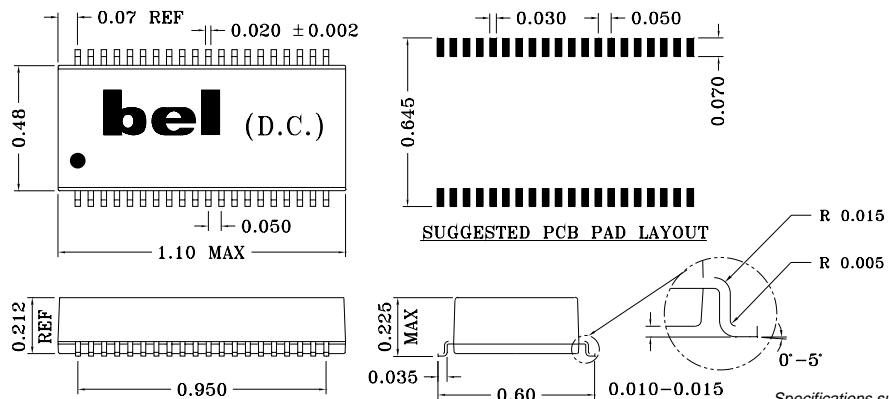 0.07 REF
0.020 ±0.002
0.030
0.050
0.48
bel (D.C.)
0.645
0.070
0.050
1.10 MAX
SUGGESTED PCB PAD LAYOUT
R 0.015
R 0.005
0.212
REF
0.225
MAX
0°-5°
0.035
0.950
0.60
0.010-0.015
Specifications su